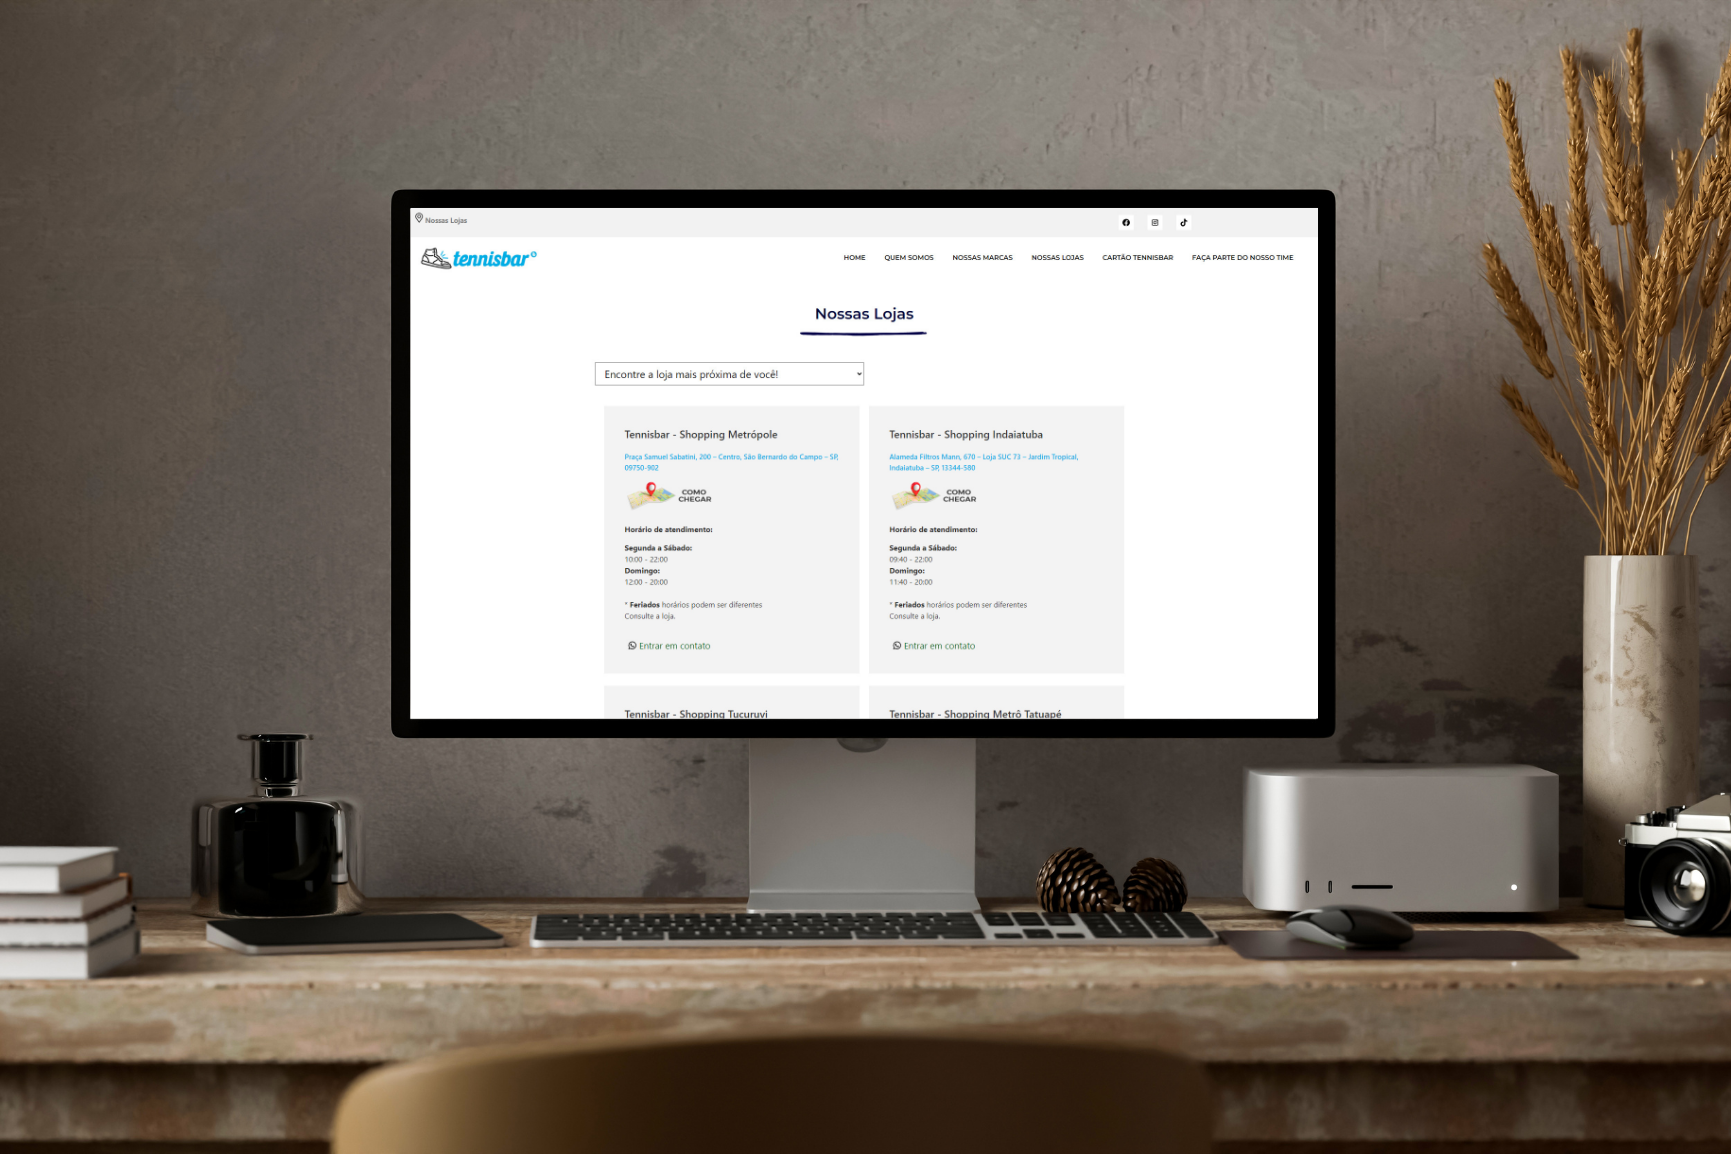 Nossas Lojas
tennisbar
HOME QUEM SOMOS NOSSAS MARCAS NOSSAS LOJAS CARTÃO TENNISBAR FAÇA PARTE DO NOSSO TIME
Nossas Lojas
Encontre a loja mais próxima de você!
Tennisbar - Shopping Metrópole
Praça Samuel Sabatini, 200 – Centro, São Bernardo do Campo – SP,
09750-902
COMO
CHEGAR
Horário de atendimento:
Segunda a Sábado:
10:00 - 22:00
Domingo:
12:00 - 20:00
* Feriados horários podem ser diferentes
Consulte a loja.
Entrar em contato
Tennisbar - Shopping Indaiatuba
Alameda Filtros Mann, 670 – Loja SUC 73 – Jardim Tropical,
Indaiatuba – SP, 13344-580
COMO
CHEGAR
Horário de atendimento:
Segunda a Sábado:
09:40 - 22:00
Domingo:
11:40 - 20:00
* Feriados horários podem ser diferentes
Consulte a loja.
Entrar em contato
Tennisbar - Shopping Tucuruvi
Tennisbar - Shopping Metrô Tatuapé